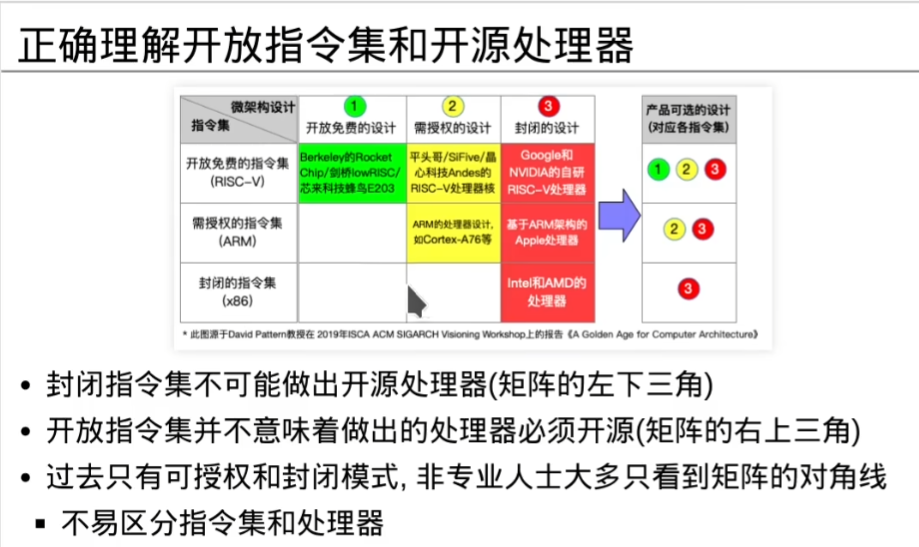 正确理解开放指令集和开源处理器
微架构设计
指令集
1
开放免费的设计
2
需授权的设计
3
封闭的设计
产品可选的设计
(对应各指令集)
开放免费的指令集
(RISC-V)
Berkeley的Rocket
Chip/剑桥lowRISC/
芯来科技蜂鸟E203
平头哥/SiFive/晶
心科技Andes的
RISC-V处理器核
Google和
NVIDIA的自研
RISC-V处理器
1 2 3
需授权的指令集
(ARM)
ARM的处理器设计,
如Cortex-A76等
基于ARM架构的
Apple处理器
2 3
封闭的指令集
(x86)
Intel和AMD的
处理器
3
* 此图源于David Pattern教授在 2019年ISCA ACM SIGARCH Visioning Workshop上的报告《A Golden Age for Computer Architecture》
• 封闭指令集不可能做出开源处理器(矩阵的左下三角)
• 开放指令集并不意味着做出的处理器必须开源(矩阵的右上三角)
• 过去只有可授权和封闭模式, 非专业人士大多只看到矩阵的对角线
▪ 不易区分指令集和处理器